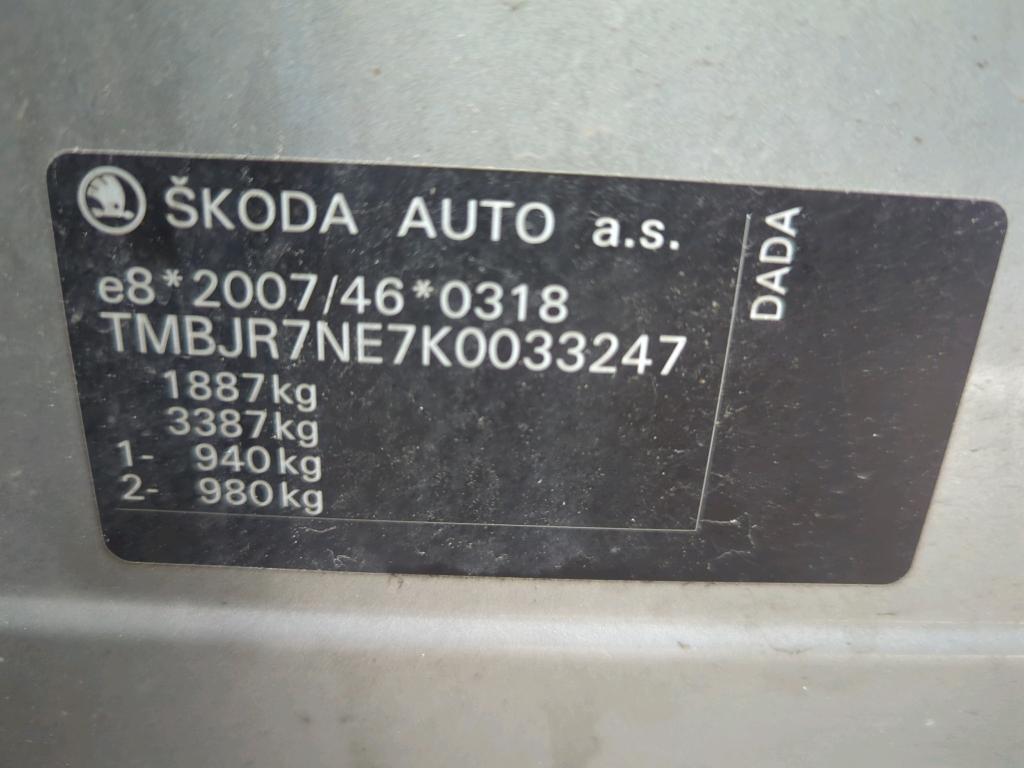 ŠKODA AUTO a.s.
e8*2007/46*0318
TMBJR7NE7K0033247
1887kg
3387kg
1- 940kg
2- 980kg
DADA